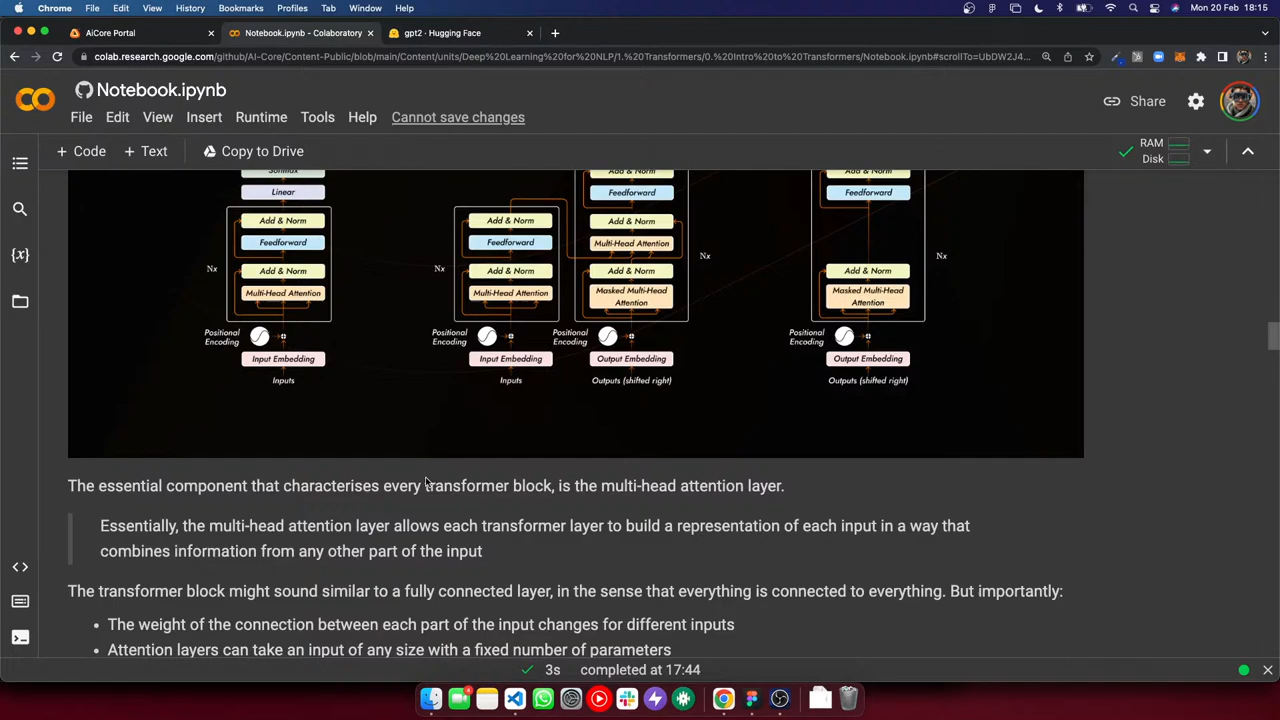 Chrome File Edit View History Bookmarks Profiles Tab Window Help Mon 20 Feb 18:15
AiCore Portal Notebook.ipynb - Colaboratory gpt2 · Hugging Face
colab.research.google.com/github/AI-Core/Content-Public/blob/main/Content/units/Deep%20Learning%20for%20NLP/1.%20Transformers/0.%20Intro%20to%20Transformers/Notebook.ipynb#scrollTo=UbDW2J4...
Notebook.ipynb
Share
File Edit View Insert Runtime Tools Help Cannot save changes
+ Code + Text Copy to Drive
RAM
Disk
Linear Feedforward Feedforward
Add & Norm Add & Norm Add & Norm
Feedforward Feedforward Multi-Head Attention
Nx Nx Nx Nx
Add & Norm Add & Norm Add & Norm Add & Norm
Multi-Head Attention Multi-Head Attention Masked Multi-Head Attention Masked Multi-Head Attention
Positional Encoding Positional Encoding Positional Encoding Positional Encoding
Input Embedding Input Embedding Output Embedding Output Embedding
Inputs Inputs Outputs (shifted right) Outputs (shifted right)
The essential component that characterises every transformer block, is the multi-head attention layer.
Essentially, the multi-head attention layer allows each transformer layer to build a representation of each input in a way that
combines information from any other part of the input
The transformer block might sound similar to a fully connected layer, in the sense that everything is connected to everything. But importantly:
• The weight of the connection between each part of the input changes for different inputs
• Attention layers can take an input of any size with a fixed number of parameters
3s completed at 17:44
4